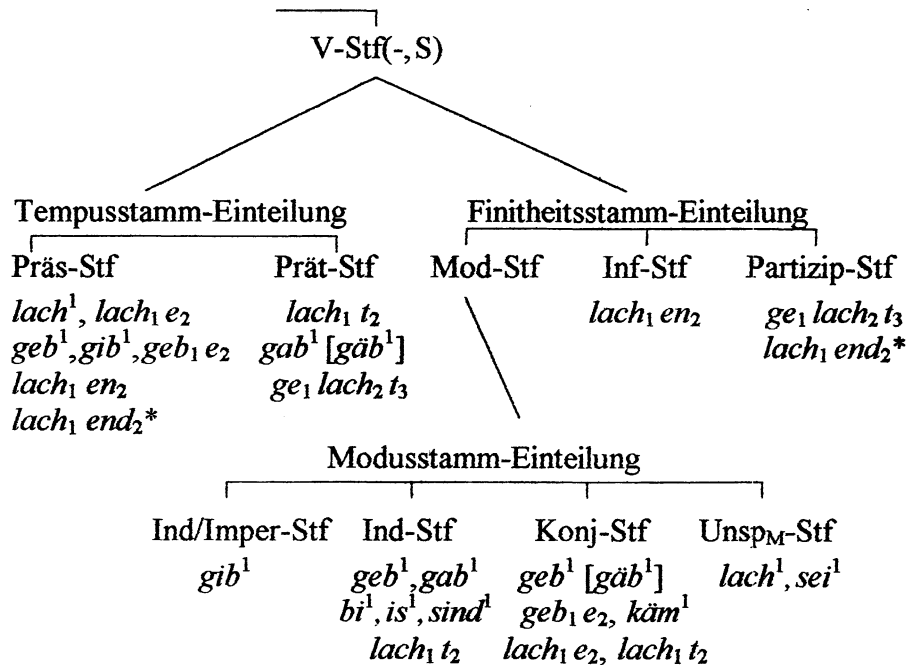 V-Stf(-, S)
Tempusstamm-Einteilung Finitheitsstamm-Einteilung
Präs-Stf Prät-Stf Mod-Stf Inf-Stf Partizip-Stf
lach¹, lach₁ e₂ lach₁ t₂ lach₁ en₂ ge₁ lach₂ t₃
geb¹, gib¹, geb₁ e₂ gab¹ [gäb¹] lach₁ end₂*
lach₁ en₂ ge₁ lach₂ t₃
lach₁ end₂*
Modusstamm-Einteilung
Ind/Imper-Stf Ind-Stf Konj-Stf Unsp_M-Stf
gib¹ geb¹, gab¹ geb¹ [gäb¹] lach¹, sei¹
bi¹, is¹, sind¹ geb₁ e₂, käm¹
lach₁ t₂ lach₁ e₂, lach₁ t₂